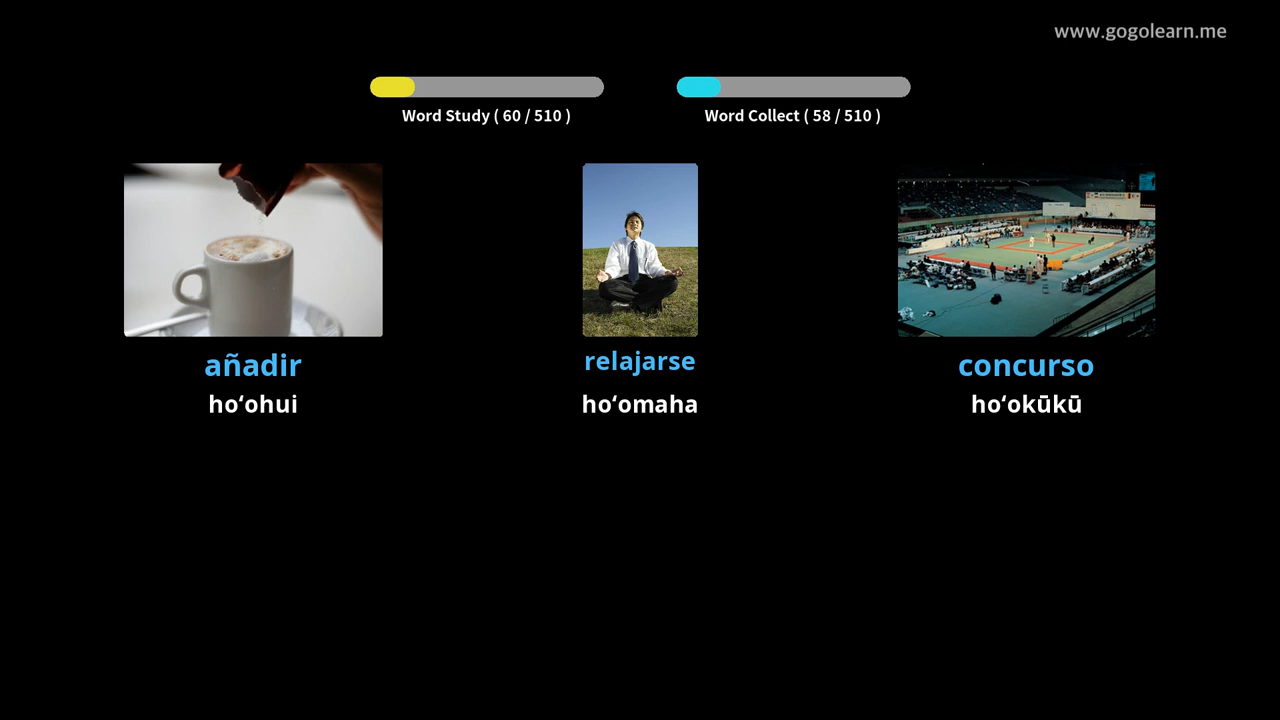 www.gogolearn.me
Word Study ( 60 / 510 )
Word Collect ( 58 / 510 )
añadir
relajarse
concurso
hoʻohui
hoʻomaha
hoʻokūkū